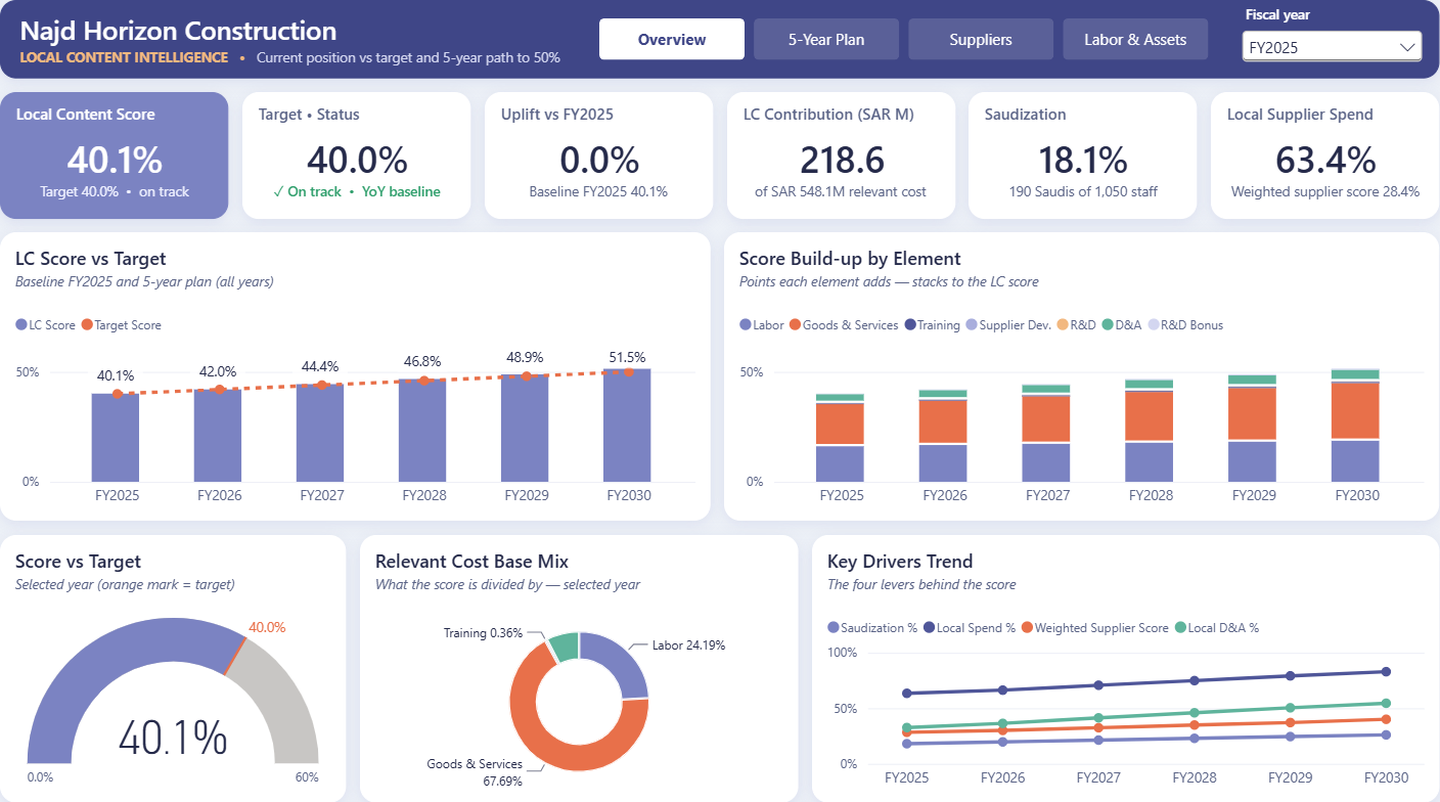 Najd Horizon Construction
LOCAL CONTENT INTELLIGENCE • Current position vs target and 5-year path to 50%
Overview
5-Year Plan
Suppliers
Labor & Assets
Fiscal year
FY2025
Local Content Score
40.1%
Target 40.0% • on track
Target • Status
40.0%
✓ On track • YoY baseline
Uplift vs FY2025
0.0%
Baseline FY2025 40.1%
LC Contribution (SAR M)
218.6
of SAR 548.1M relevant cost
Saudization
18.1%
190 Saudis of 1,050 staff
Local Supplier Spend
63.4%
Weighted supplier score 28.4%
LC Score vs Target
Baseline FY2025 and 5-year plan (all years)
LC Score Target Score
40.1% 42.0% 44.4% 46.8% 48.9% 51.5%
50%
0%
FY2025 FY2026 FY2027 FY2028 FY2029 FY2030
Score Build-up by Element
Points each element adds — stacks to the LC score
Labor Goods & Services Training Supplier Dev. R&D D&A R&D Bonus
50%
0%
FY2025 FY2026 FY2027 FY2028 FY2029 FY2030
Score vs Target
Selected year (orange mark = target)
40.0%
40.1%
0.0% 60%
Relevant Cost Base Mix
What the score is divided by — selected year
Training 0.36%
Labor 24.19%
Goods & Services
67.69%
Key Drivers Trend
The four levers behind the score
Saudization % Local Spend % Weighted Supplier Score Local D&A %
100%
50%
0%
FY2025 FY2026 FY2027 FY2028 FY2029 FY2030